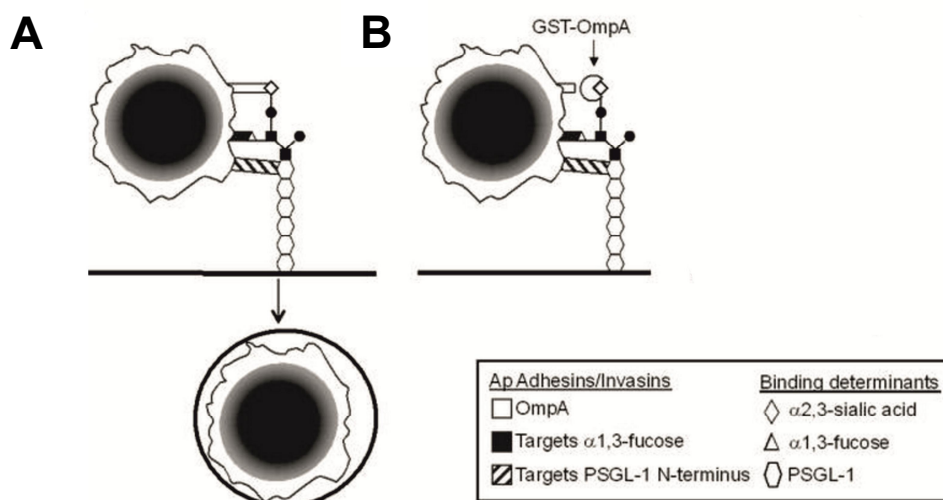 A
B
GST-OmpA
Ap Adhesins/Invasins
OmpA
Targets α1,3-fucose
Targets PSGL-1 N-terminus
Binding determinants
α2,3-sialic acid
α1,3-fucose
PSGL-1